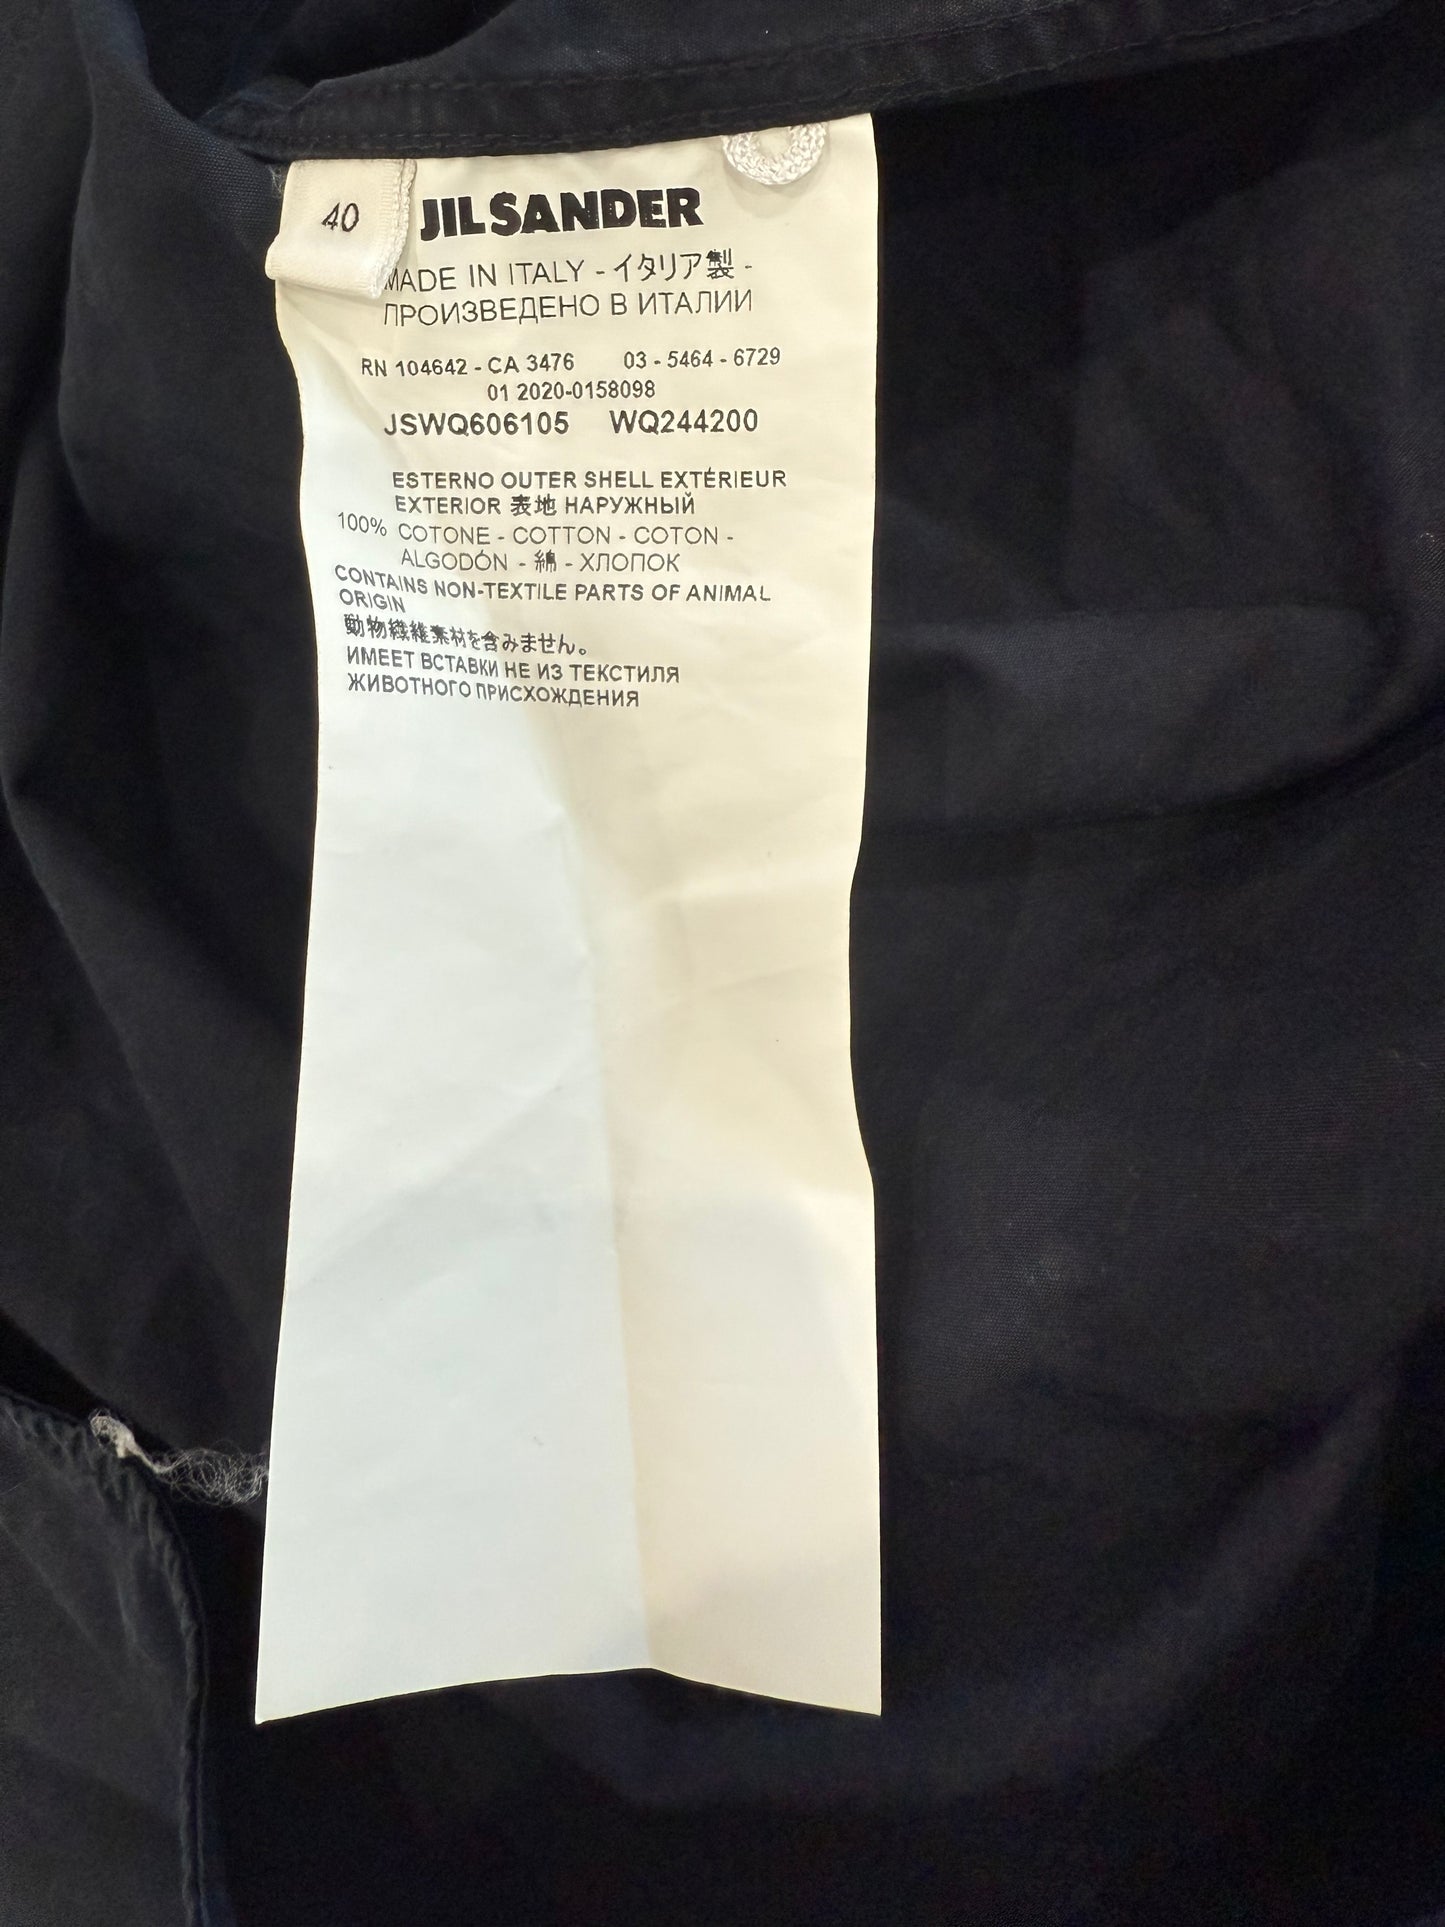 40
JIL SANDER
MADE IN ITALY - イタリア製 -
ПРОИЗВЕДЕНО В ИТАЛИИ
RN 104642 - CA 3476 03 - 5464 - 6729
01 2020-0158098
JSWQ606105 WQ244200
ESTERNO OUTER SHELL EXTÉRIEUR
EXTERIOR 表地 НАРУЖНЫЙ
100% COTONE - COTTON - COTON -
ALGODÓN - 綿 - ХЛОПОК
CONTAINS NON-TEXTILE PARTS OF ANIMAL
ORIGIN
動物繊維素材を含みません。
ИМЕЕТ ВСТАВКИ НЕ ИЗ ТЕКСТИЛЯ
ЖИВОТНОГО ПРИСХОЖДЕНИЯ